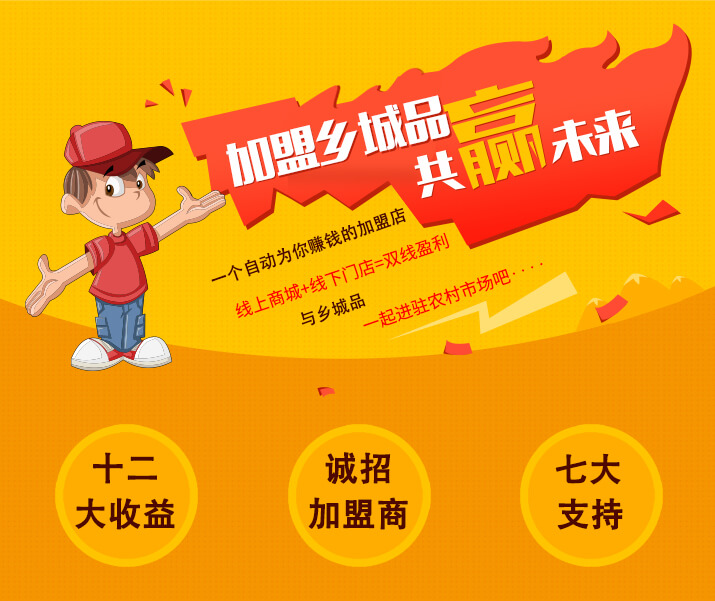 加盟乡城品
共赢未来
一个自动为你赚钱的加盟店
线上商城+线下门店=双线盈利
与乡城品
一起进驻农村市场吧····
十二
大收益
诚招
加盟商
七大
支持